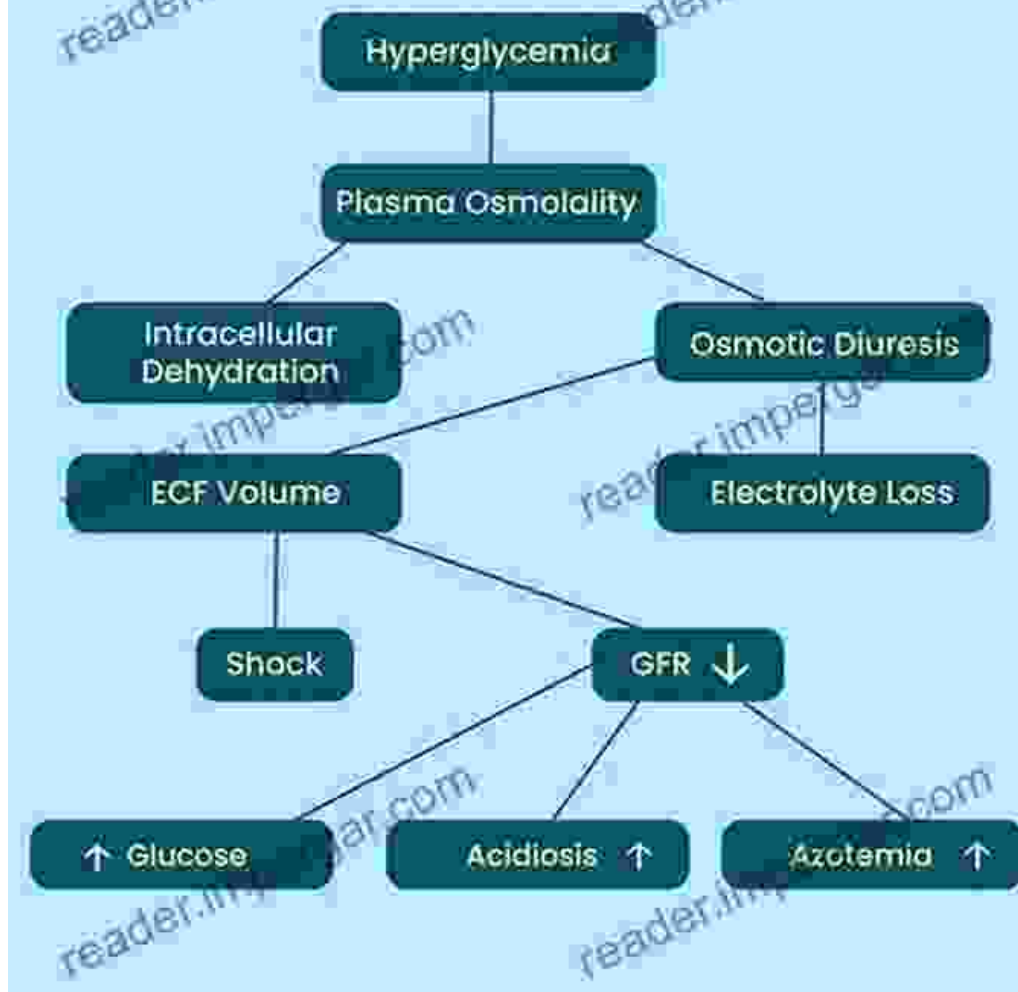 Hyperglycemia
Plasma Osmolality
Intracellular
Dehydration
Osmotic Diuresis
ECF Volume
Electrolyte Loss
Shock
GFR ↓
↑ Glucose
Acidiosis ↑
Azotemia ↑